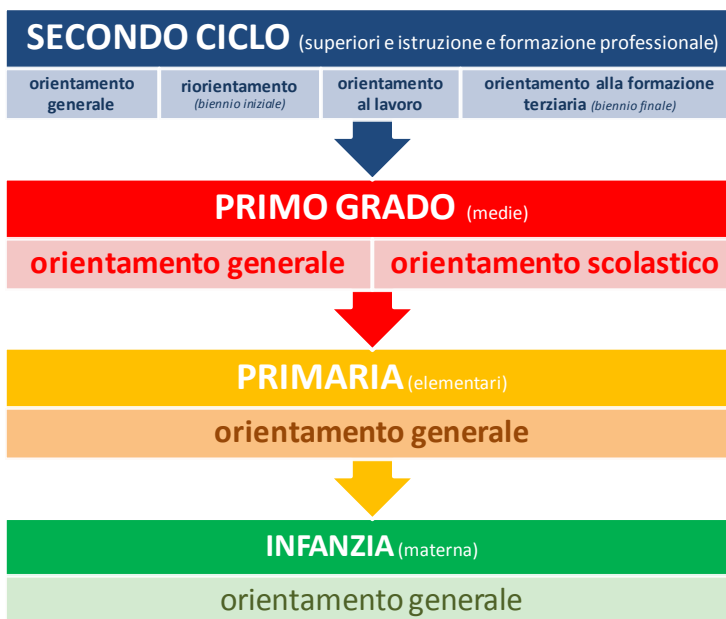 SECONDO CICLO (superiori e istruzione e formazione professionale)
orientamento
generale
riorientamento
(biennio iniziale)
orientamento
al lavoro
orientamento alla formazione
terziaria (biennio finale)
PRIMO GRADO (medie)
orientamento generale
orientamento scolastico
PRIMARIA (elementari)
orientamento generale
INFANZIA (materna)
orientamento generale